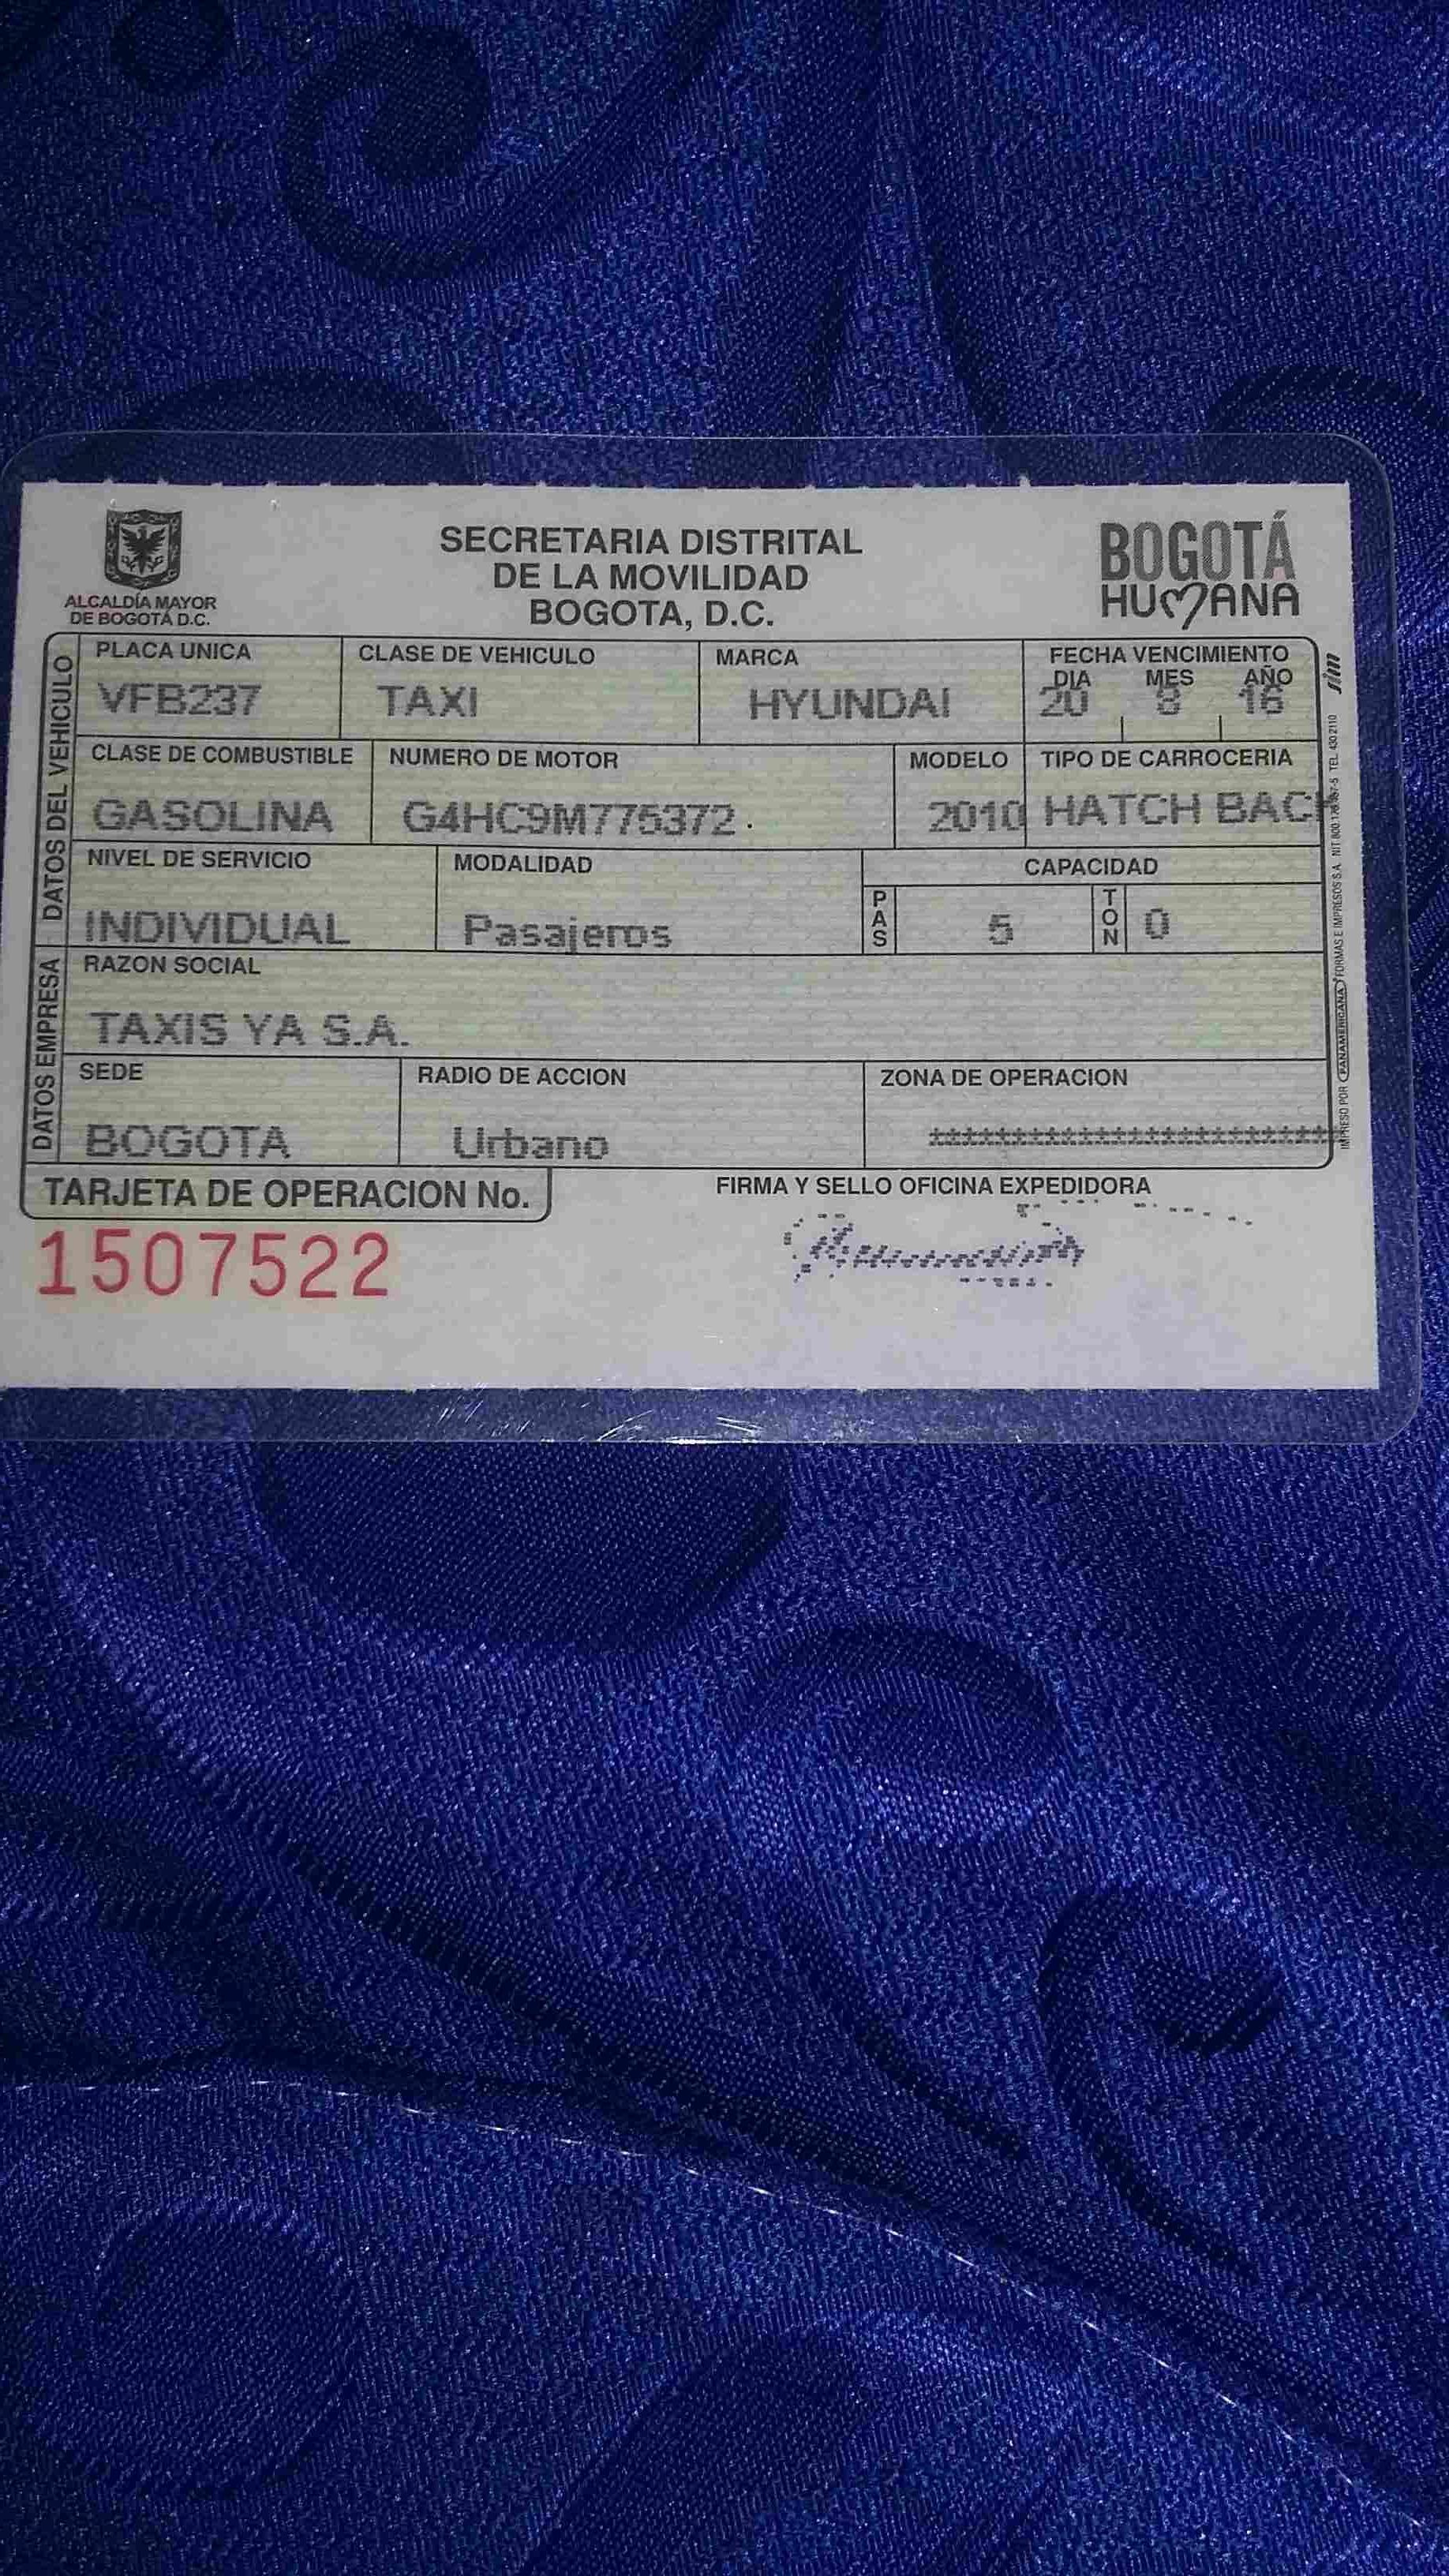 ALCALDÍA MAYOR
DE BOGOTÁ D.C.
SECRETARIA DISTRITAL
DE LA MOVILIDAD
BOGOTA, D.C.
BOGOTÁ
HUMANA
DATOS DEL VEHICULO
PLACA UNICA
VFB237
CLASE DE VEHICULO
TAXI
MARCA
HYUNDAI
FECHA VENCIMIENTO
DIA MES AÑO
20 8 16
CLASE DE COMBUSTIBLE
GASOLINA
NUMERO DE MOTOR
G4HC9M775372
MODELO
2010
TIPO DE CARROCERIA
HATCH BACK
NIVEL DE SERVICIO
INDIVIDUAL
MODALIDAD
Pasajeros
CAPACIDAD
PAS 5 TON 0
DATOS EMPRESA
RAZON SOCIAL
TAXIS YA S.A.
SEDE
BOGOTA
RADIO DE ACCION
Urbano
ZONA DE OPERACION
TARJETA DE OPERACION No.
1507522
FIRMA Y SELLO OFICINA EXPEDIDORA
sim
IMPRESO POR PANAMERICANA FORMAS E IMPRESOS S.A. NIT 800 TEL. 430 2110